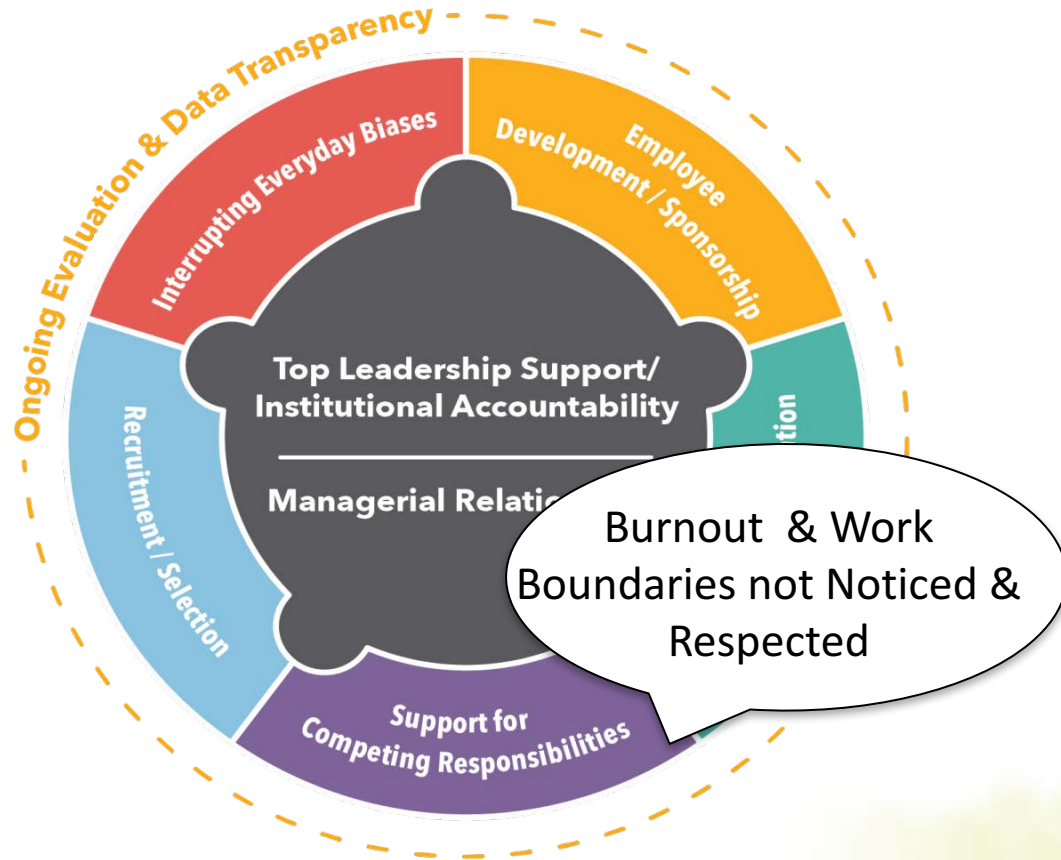 Ongoing Evaluation & Data Transparency
Interrupting Everyday Biases
Employee
Development / Sponsorship
Top Leadership Support/
Institutional Accountability
Managerial
Recruitment / Selection
Support for
Competing Responsibilities
Burnout & Work
Boundaries not Noticed &
Respected